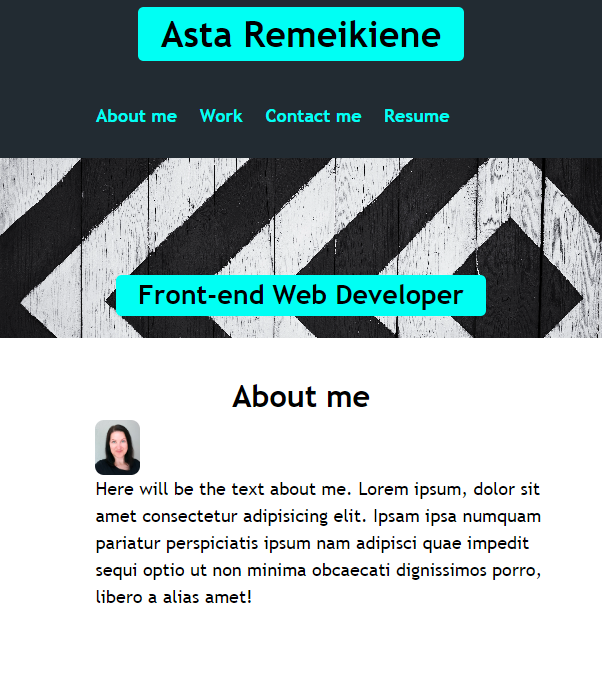 Asta Remeikiene
About me Work Contact me Resume
Front-end Web Developer
About me
Here will be the text about me. Lorem ipsum, dolor sit
amet consectetur adipisicing elit. Ipsam ipsa numquam
pariatur perspiciatis ipsum nam adipisci quae impedit
sequi optio ut non minima obcaecati dignissimos porro,
libero a alias amet!